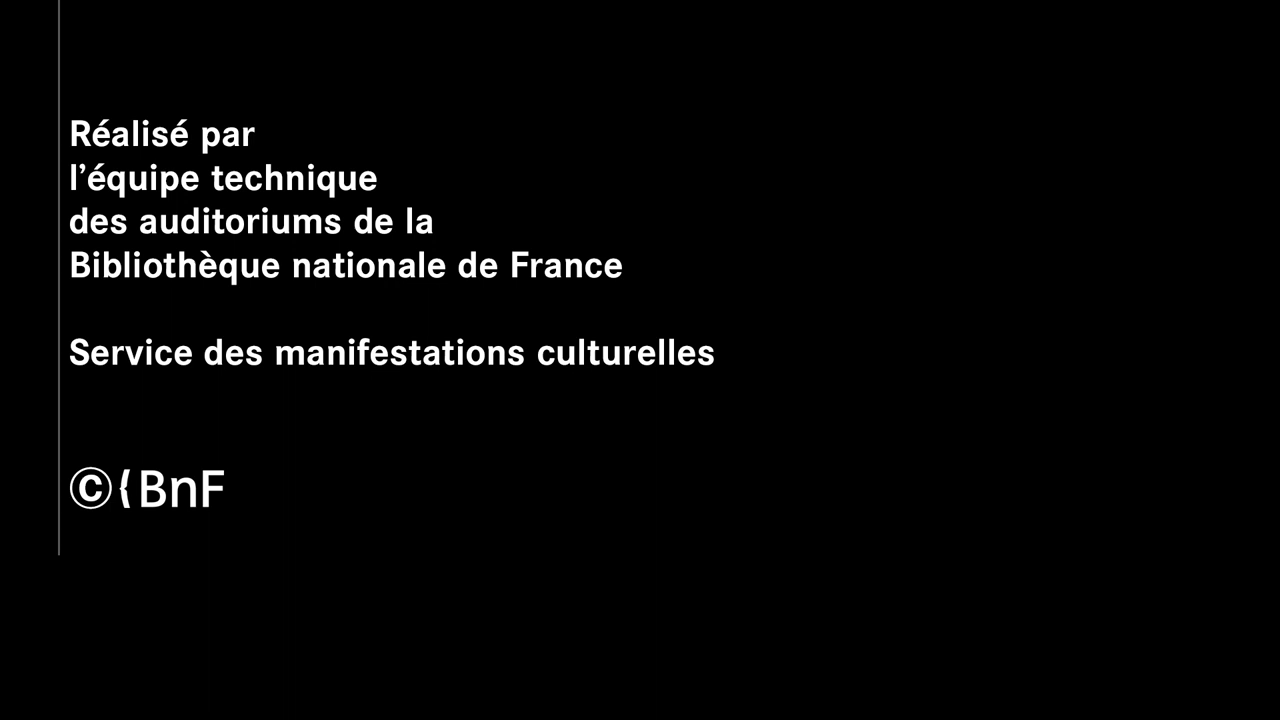 Réalisé par
l’équipe technique
des auditoriums de la
Bibliothèque nationale de France
Service des manifestations culturelles
©{BnF